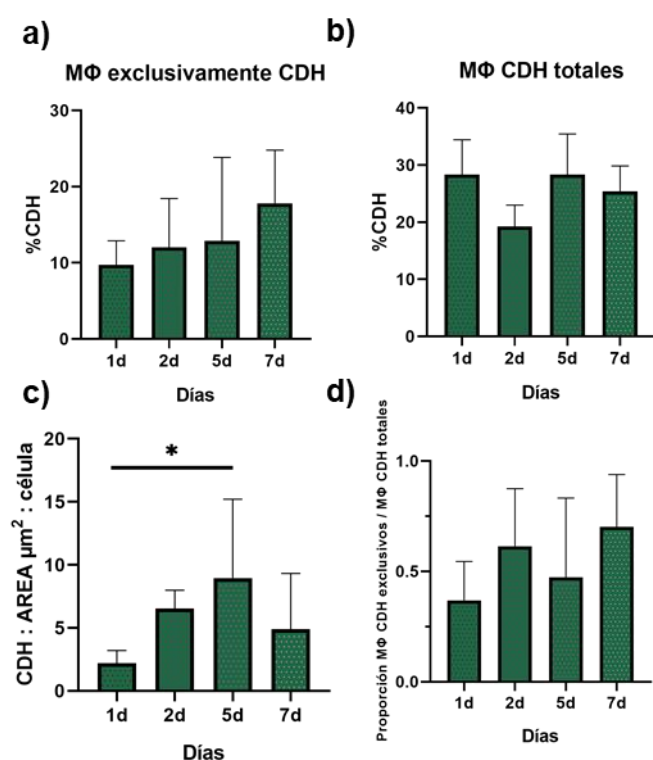 a)
MΦ exclusivamente CDH
%CDH
30
20
10
0
1d 2d 5d 7d
Días
b)
MΦ CDH totales
%CDH
40
30
20
10
0
1d 2d 5d 7d
Días
c)
CDH : AREA µm² : célula
20
15
10
5
0
*
1d 2d 5d 7d
Días
d)
Proporción MΦ CDH exclusivos / MΦ CDH totales
1.0
0.5
0.0
1d 2d 5d 7d
Días